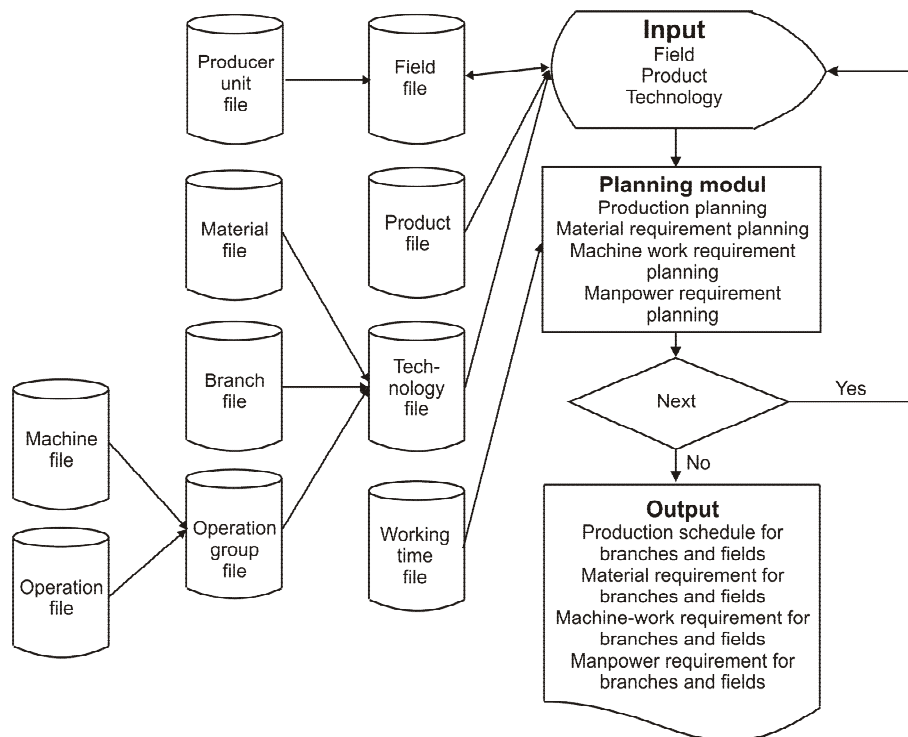 Producer
unit
file
Field
file
Input
Field
Product
Technology
Material
file
Product
file
Planning modul
Production planning
Material requirement planning
Machine work requirement
planning
Manpower requirement
planning
Branch
file
Tech-
nology
file
Next
Yes
No
Machine
file
Operation
file
Operation
group
file
Working
time
file
Output
Production schedule for
branches and fields
Material requirement for
branches and fields
Machine-work requirement for
branches and fields
Manpower requirement for
branches and fields